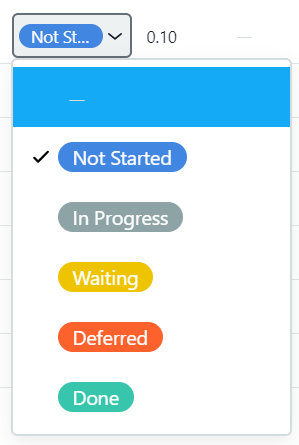 Not St... 0.10 —
—
Not Started
In Progress
Waiting
Deferred
Done